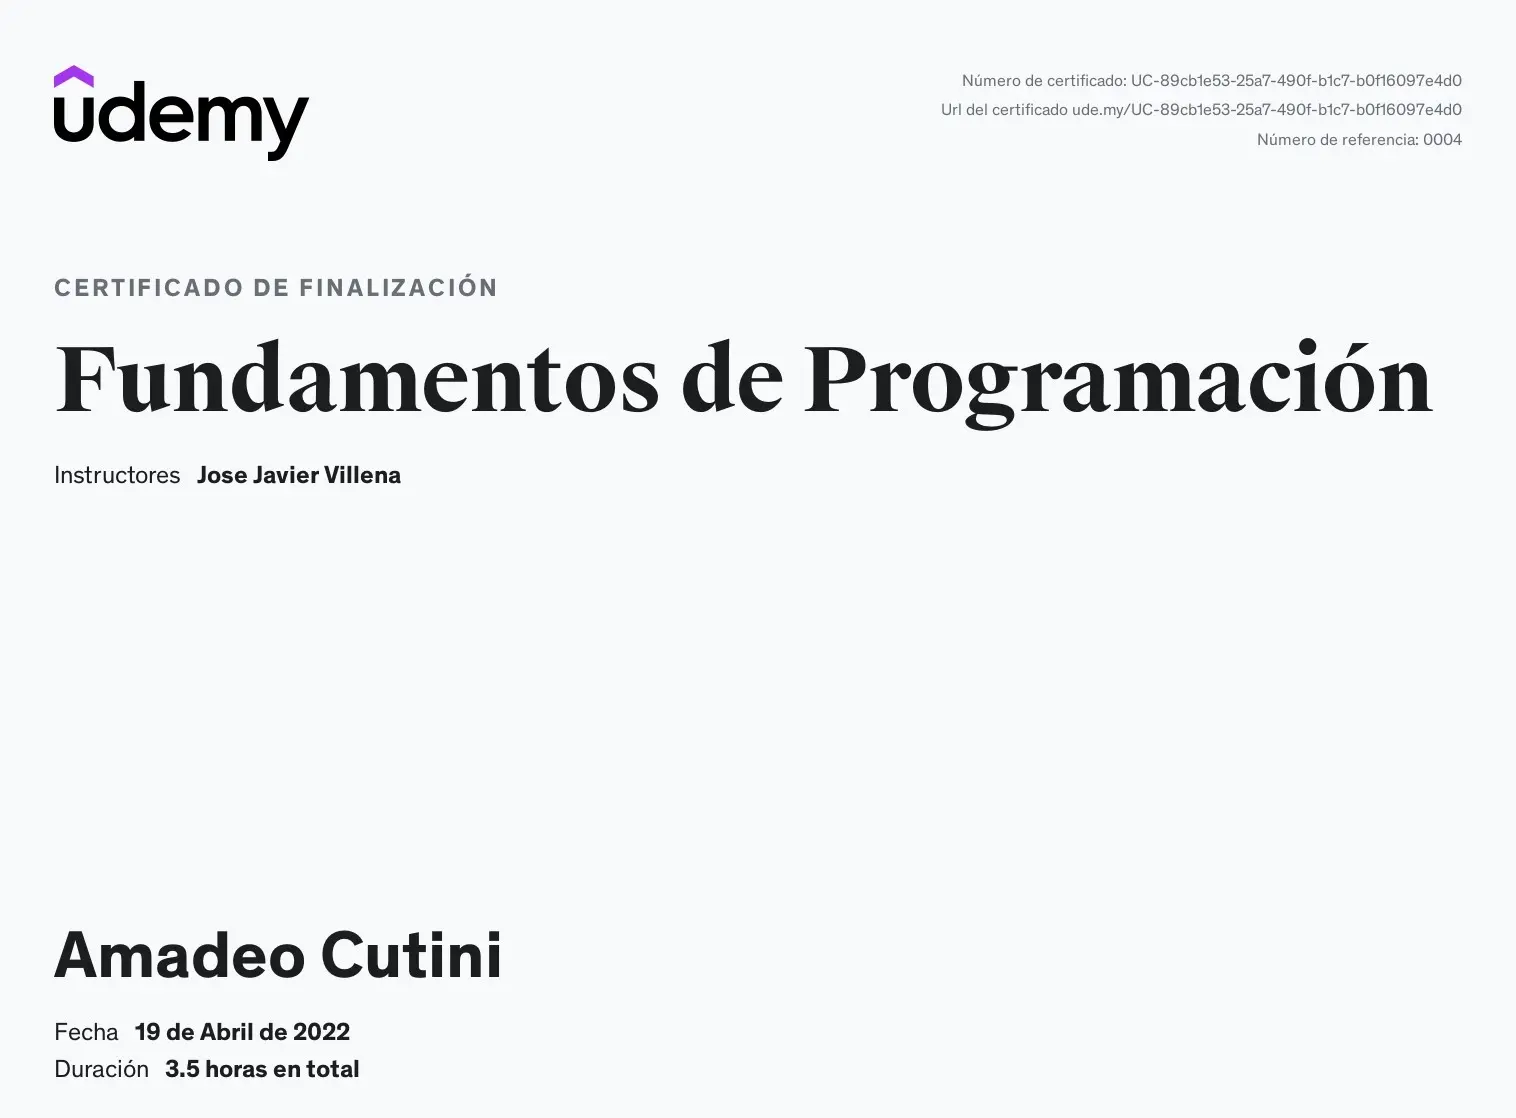 udemy
Número de certificado: UC-89cb1e53-25a7-490f-b1c7-b0f16097e4d0
Url del certificado ude.my/UC-89cb1e53-25a7-490f-b1c7-b0f16097e4d0
Número de referencia: 0004
CERTIFICADO DE FINALIZACIÓN
Fundamentos de Programación
Instructores Jose Javier Villena
Amadeo Cutini
Fecha 19 de Abril de 2022
Duración 3.5 horas en total